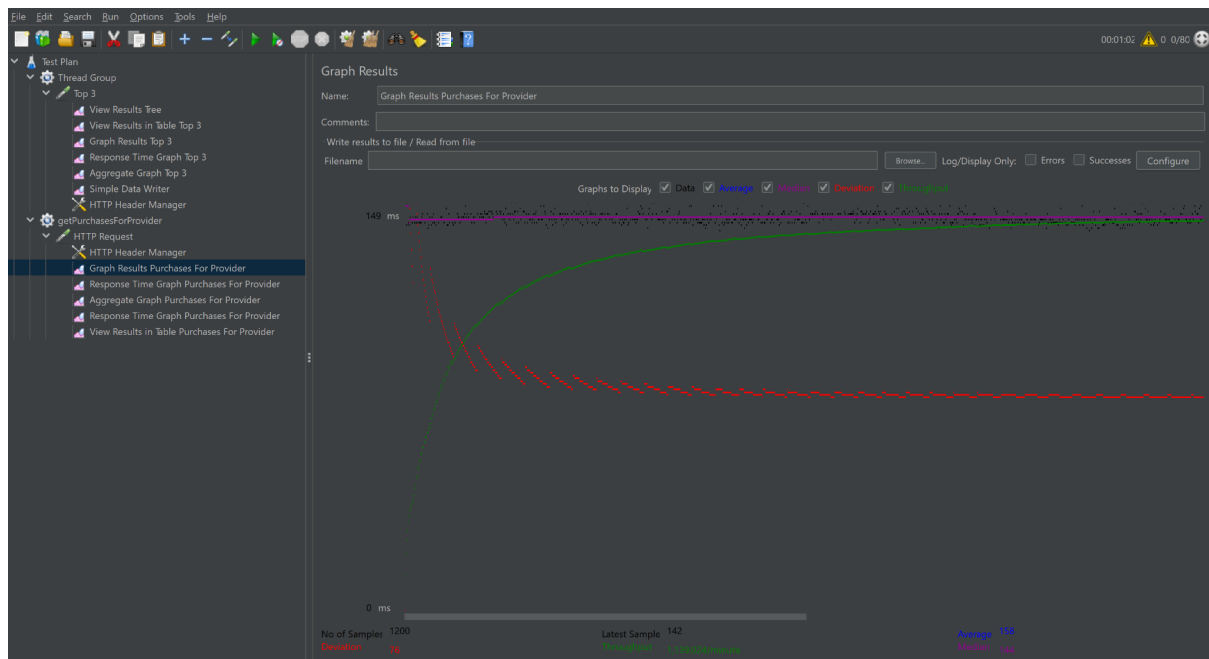 File Edit Search Run Options Tools Help
00:01:02 0 0/80
Test Plan
Thread Group
Top 3
View Results Tree
View Results in Table Top 3
Graph Results Top 3
Response Time Graph Top 3
Aggregate Graph Top 3
Simple Data Writer
HTTP Header Manager
getPurchasesForProvider
HTTP Request
HTTP Header Manager
Graph Results Purchases For Provider
Response Time Graph Purchases For Provider
Aggregate Graph Purchases For Provider
Response Time Graph Purchases For Provider
View Results in Table Purchases For Provider
Graph Results
Name: Graph Results Purchases For Provider
Comments:
Write results to file / Read from file
Filename Browse... Log/Display Only: Errors Successes Configure
Graphs to Display Data Average Median Deviation Throughput
149 ms
0 ms
No of Samples 1200 Latest Sample 142 Average 158
Deviation 76 Throughput